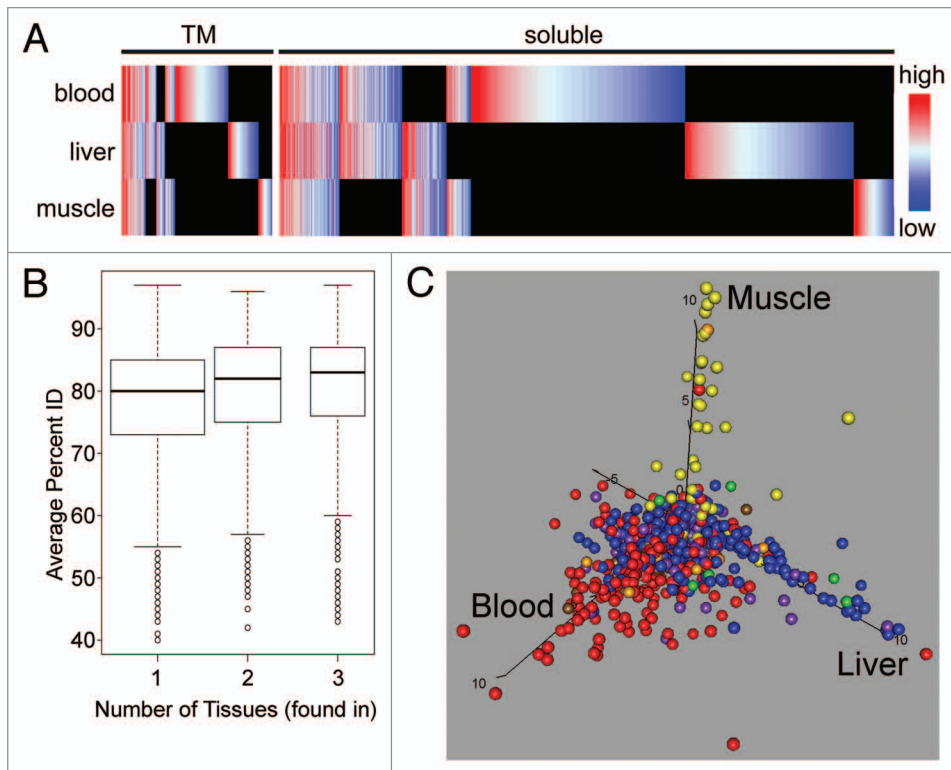 A
TM
soluble
blood
liver
muscle
high
low
B
Average Percent ID
90
80
70
60
50
40
1
2
3
Number of Tissues (found in)
C
10
Muscle
5
-5
0
Blood
10
10
Liver